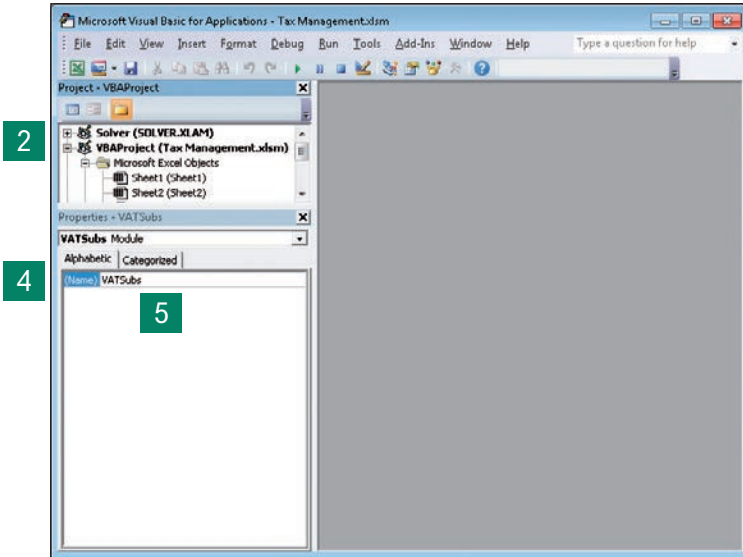 Microsoft Visual Basic for Applications - Tax Management.xlsm
File Edit View Insert Format Debug Run Tools Add-Ins Window Help Type a question for help
Project - VBAProject
2
Solver (SOLVER.XLAM)
VBAProject (Tax Management.xlsm)
Microsoft Excel Objects
Sheet1 (Sheet1)
Sheet2 (Sheet2)
Properties - VATSubs
VATSubs Module
4
Alphabetic Categorized
(Name) VATSubs
5